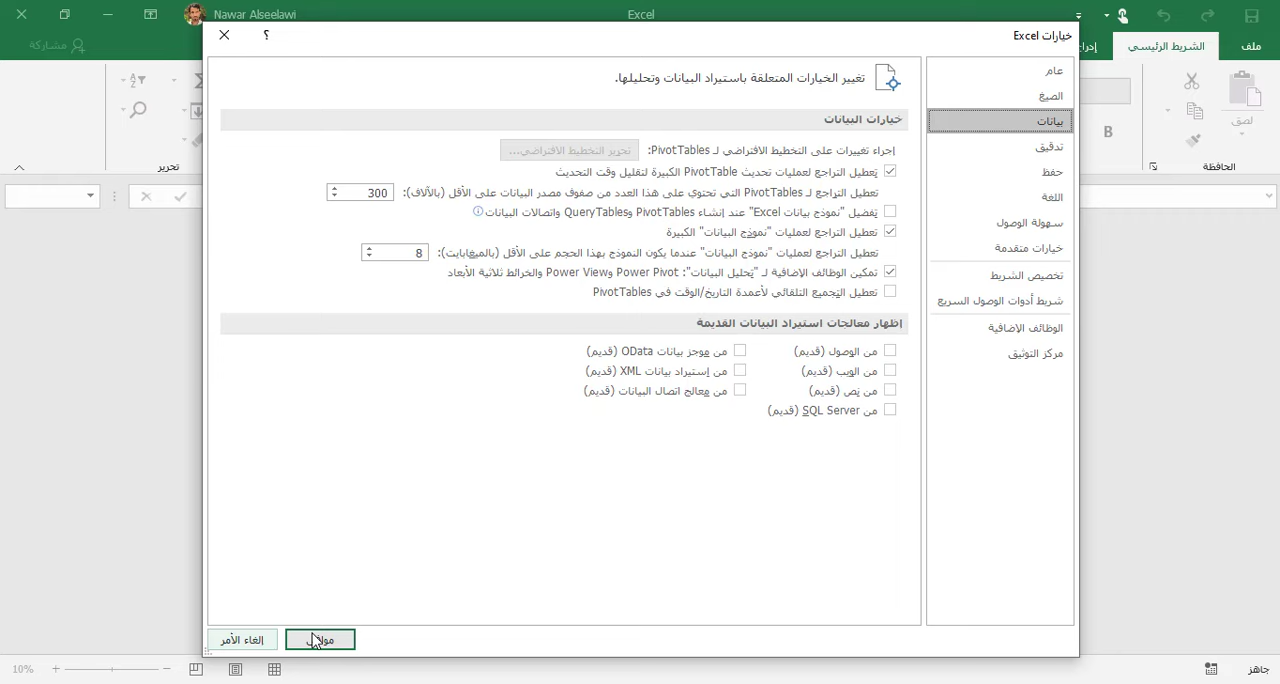 Nawar Alseelawi
Excel
ملف
الشريط الرئيسي
إدراج
مشاركة
لصق
B
الحافظة
تحرير
خيارات Excel
؟
عام
الصيغ
بيانات
تدقيق
حفظ
اللغة
سهولة الوصول
خيارات متقدمة
تخصيص الشريط
شريط أدوات الوصول السريع
الوظائف الإضافية
مركز التوثيق
تغيير الخيارات المتعلقة باستيراد البيانات وتحليلها.
خيارات البيانات
إجراء تغييرات على التخطيط الافتراضي لـ PivotTables: تحرير التخطيط الافتراضي...
تعطيل التراجع لعمليات تحديث PivotTable الكبيرة لتقليل وقت التحديث
تعطيل التراجع لـ PivotTables التي تحتوي على هذا العدد من صفوف مصدر البيانات على الأقل (بالآلاف): 300
تفضيل "نموذج بيانات Excel" عند إنشاء PivotTables وQueryTables واتصالات البيانات
تعطيل التراجع لعمليات "نموذج البيانات" الكبيرة
تعطيل التراجع لعمليات "نموذج البيانات" عندما يكون النموذج بهذا الحجم على الأقل (بالميغابايت): 8
تمكين الوظائف الإضافية لـ "تحليل البيانات": Power Pivot وPower View والخرائط ثلاثية الأبعاد
تعطيل التجميع التلقائي لأعمدة التاريخ/الوقت في PivotTables
إظهار معالجات استيراد البيانات القديمة
من الوصول (قديم)
من الويب (قديم)
من نص (قديم)
من SQL Server (قديم)
من موجز بيانات OData (قديم)
من إستيراد بيانات XML (قديم)
من معالج اتصال البيانات (قديم)
موافق
إلغاء الأمر
جاهز
10%